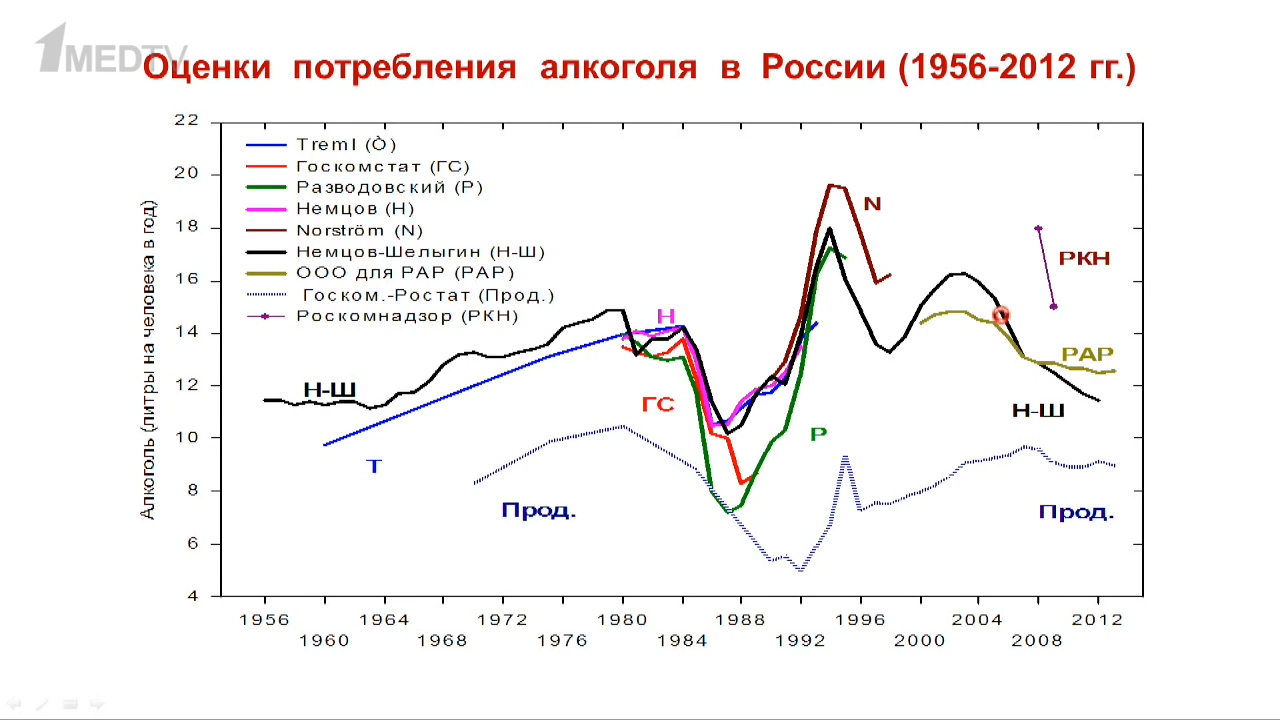 1MEDTV
Оценки потребления алкоголя в России (1956-2012 гг.)
Алкоголь (литры на человека в год)
22
20
18
16
14
12
10
8
6
4
Treml (Ò)
Госкомстат (ГС)
Разводовский (Р)
Немцов (Н)
Norström (N)
Немцов-Шелыгин (Н-Ш)
ООО для РАР (РАР)
Госком.-Ростат (Прод.)
Роскомнадзор (РКН)
N
РКН
Н
РАР
Н-Ш
ГС
Н-Ш
Р
Т
Прод.
Прод.
1956 1964 1972 1980 1988 1996 2004 2012
1960 1968 1976 1984 1992 2000 2008